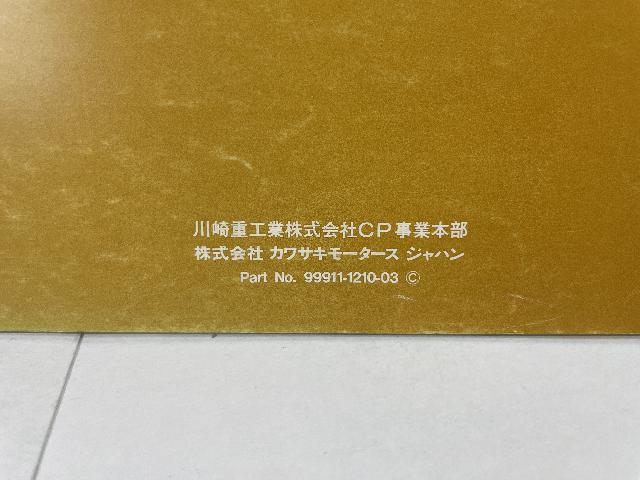 川崎重工業株式会社CP事業本部
株式会社 カワサキモータース ジャパン
Part No. 99911-1210-03 ©